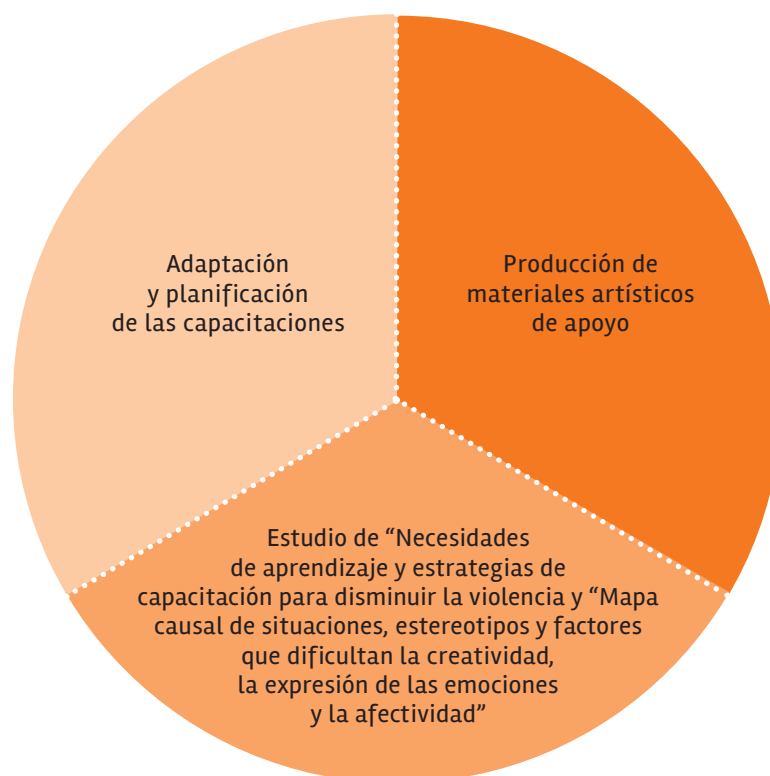 Adaptación
y planificación
de las capacitaciones
Producción de
materiales artísticos
de apoyo
Estudio de “Necesidades
de aprendizaje y estrategias de
capacitación para disminuir la violencia y “Mapa
causal de situaciones, estereotipos y factores
que dificultan la creatividad,
la expresión de las emociones
y la afectividad”